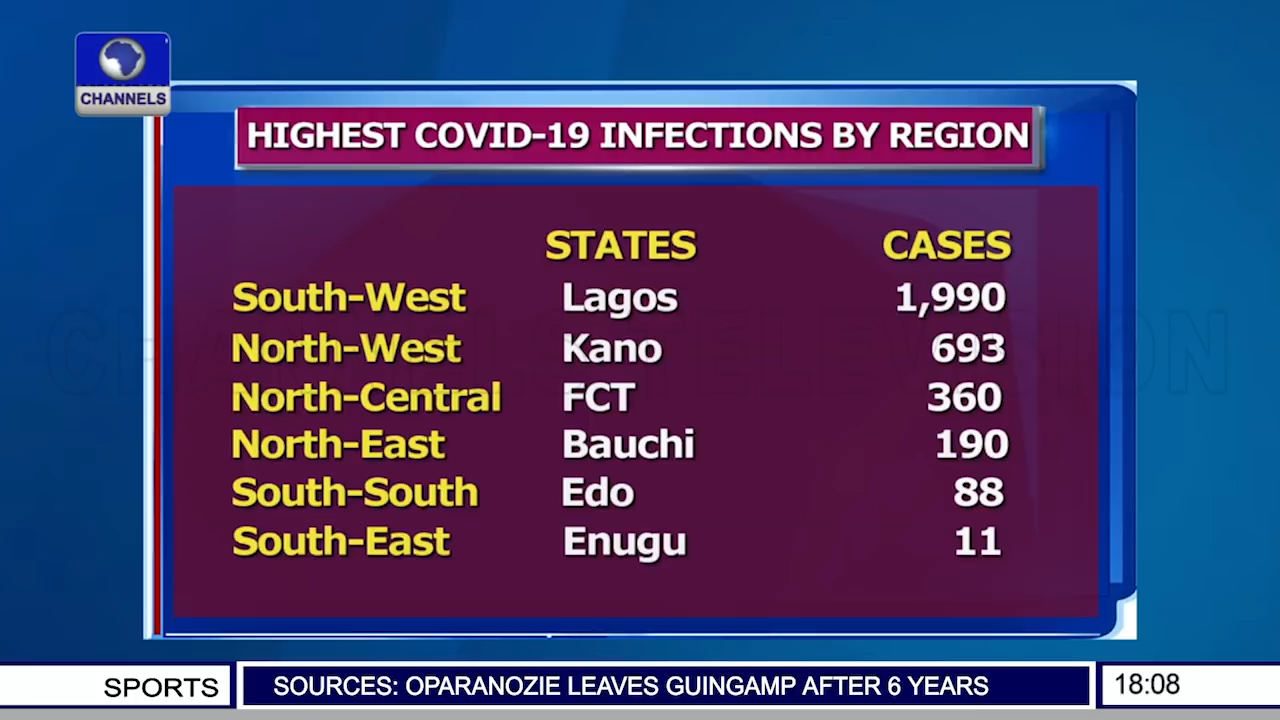 CHANNELS
HIGHEST COVID-19 INFECTIONS BY REGION
STATES CASES
South-West Lagos 1,990
North-West Kano 693
North-Central FCT 360
North-East Bauchi 190
South-South Edo 88
South-East Enugu 11
CHANNELS TELEVISION
SPORTS SOURCES: OPARANOZIE LEAVES GUINGAMP AFTER 6 YEARS 18:08